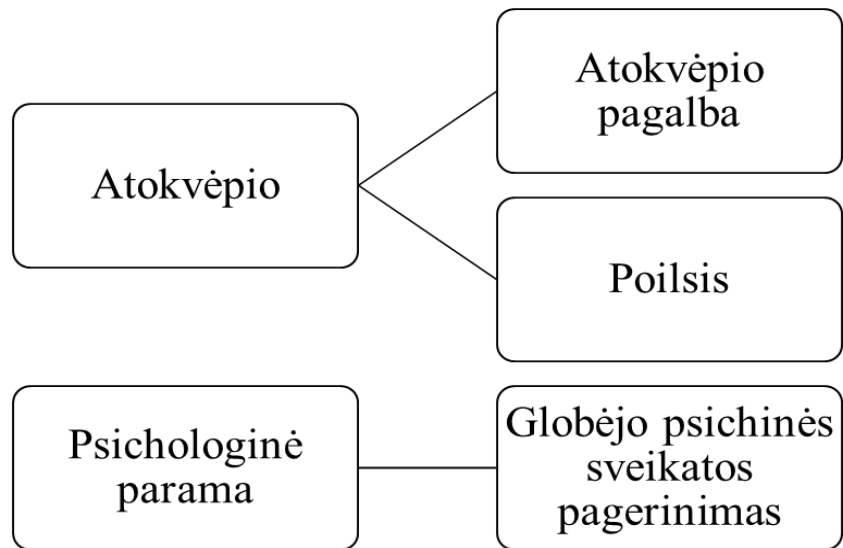 Atokvėpio
Atokvėpio
pagalba
Poilsis
Psichologinė
parama
Globėjo psichinės
sveikatos
pagerinimas